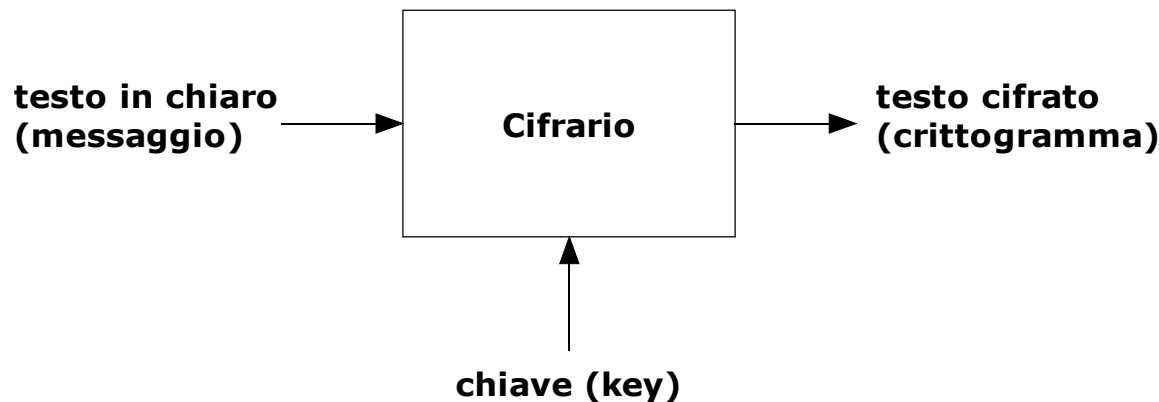 testo in chiaro
(messaggio)
Cifrario
testo cifrato
(crittogramma)
chiave (key)